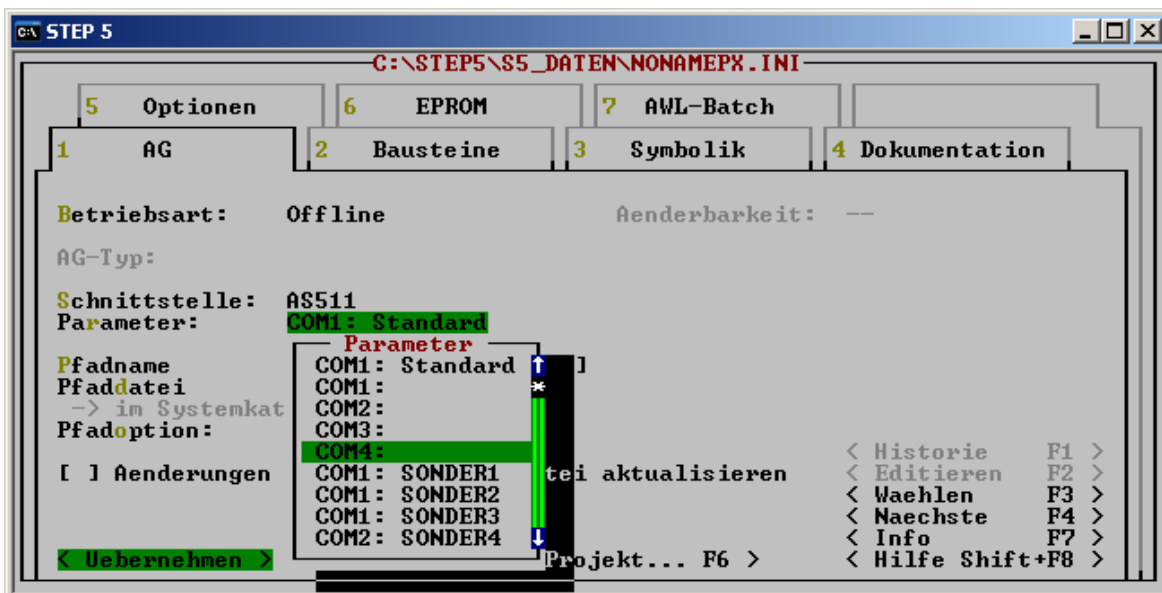 STEP 5
C:\STEP5\S5_DATEN\NONAMEPX.INI
5 Optionen 6 EPROM 7 AWL-Batch
1 AG 2 Bausteine 3 Symbolik 4 Dokumentation
Betriebsart: Offline Aenderbarkeit: --
AG-Typ:
Schnittstelle: AS511
Parameter: COM1: Standard
Parameter
Pfadname COM1: Standard ]
Pfaddatei COM1:
-> im Systemkat COM2:
Pfadoption: COM3:
COM4: < Historie F1 >
[ ] Aenderungen COM1: SONDER1 tei aktualisieren < Editieren F2 >
COM1: SONDER2 < Waehlen F3 >
COM1: SONDER3 < Naechste F4 >
COM2: SONDER4 < Info F7 >
< Uebernehmen > Projekt... F6 > < Hilfe Shift+F8 >